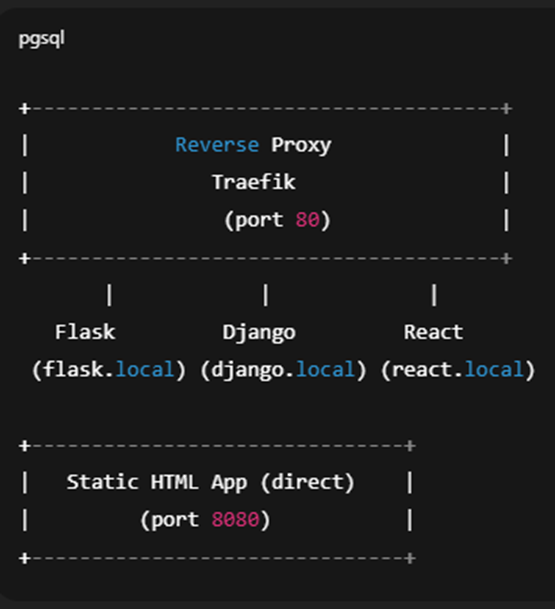 pgsql
+----------------------------------------+
| Reverse Proxy |
| Traefik |
| (port 80) |
+----------------------------------------+
| | |
Flask Django React
(flask.local) (django.local) (react.local)
+--------------------------------+
| Static HTML App (direct) |
| (port 8080) |
+--------------------------------+